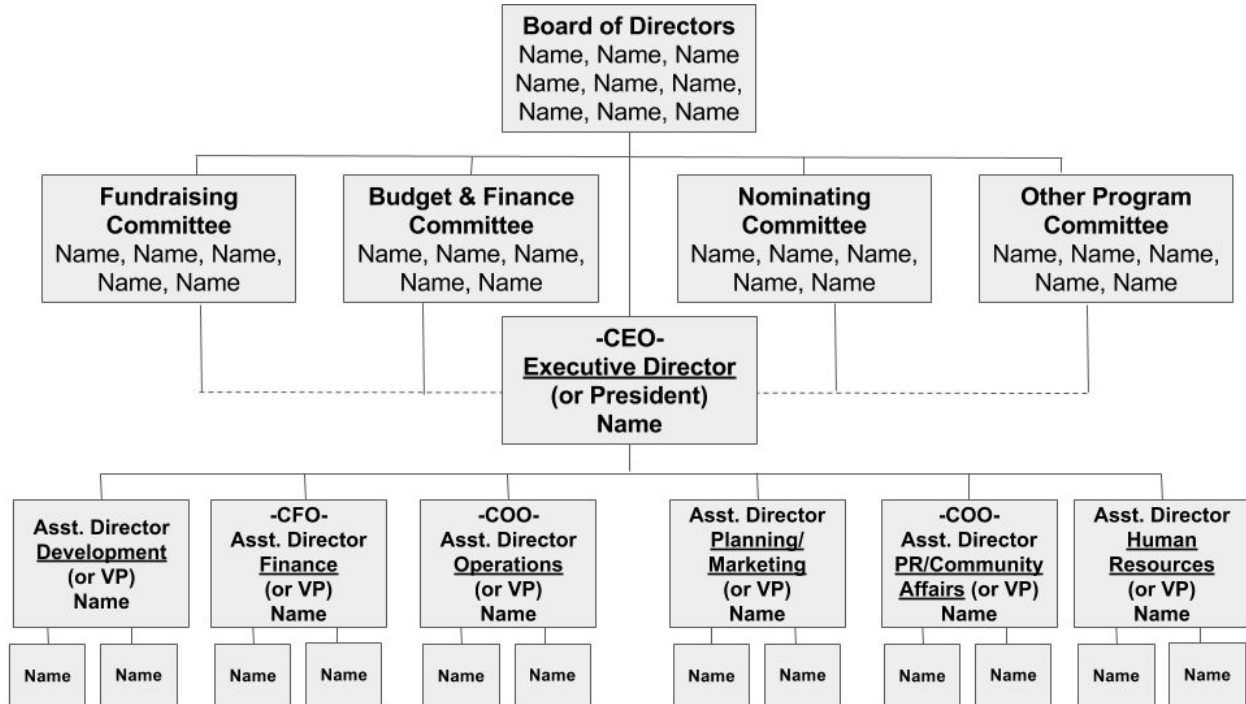 Board of Directors
Name, Name, Name
Name, Name, Name,
Name, Name, Name
Fundraising
Committee
Name, Name, Name,
Name, Name
Budget & Finance
Committee
Name, Name, Name,
Name, Name
Nominating
Committee
Name, Name, Name,
Name, Name
Other Program
Committee
Name, Name, Name,
Name, Name
-CEO-
Executive Director
(or President)
Name
Asst. Director
Development
(or VP)
Name
-CFO-
Asst. Director
Finance
(or VP)
Name
-COO-
Asst. Director
Operations
(or VP)
Name
Asst. Director
Planning/
Marketing
(or VP)
Name
-COO-
Asst. Director
PR/Community
Affairs (or VP)
Name
Asst. Director
Human
Resources
(or VP)
Name
Name
Name
Name
Name
Name
Name
Name
Name
Name
Name
Name
Name